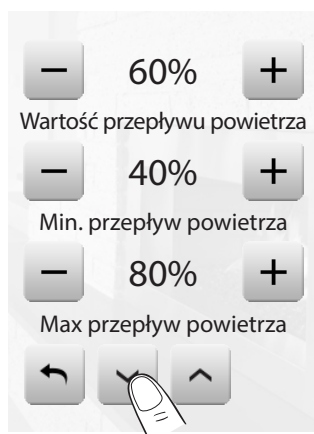 − 60% +
Wartość przepływu powietrza
− 40% +
Min. przepływ powietrza
− 80% +
Max przepływ powietrza